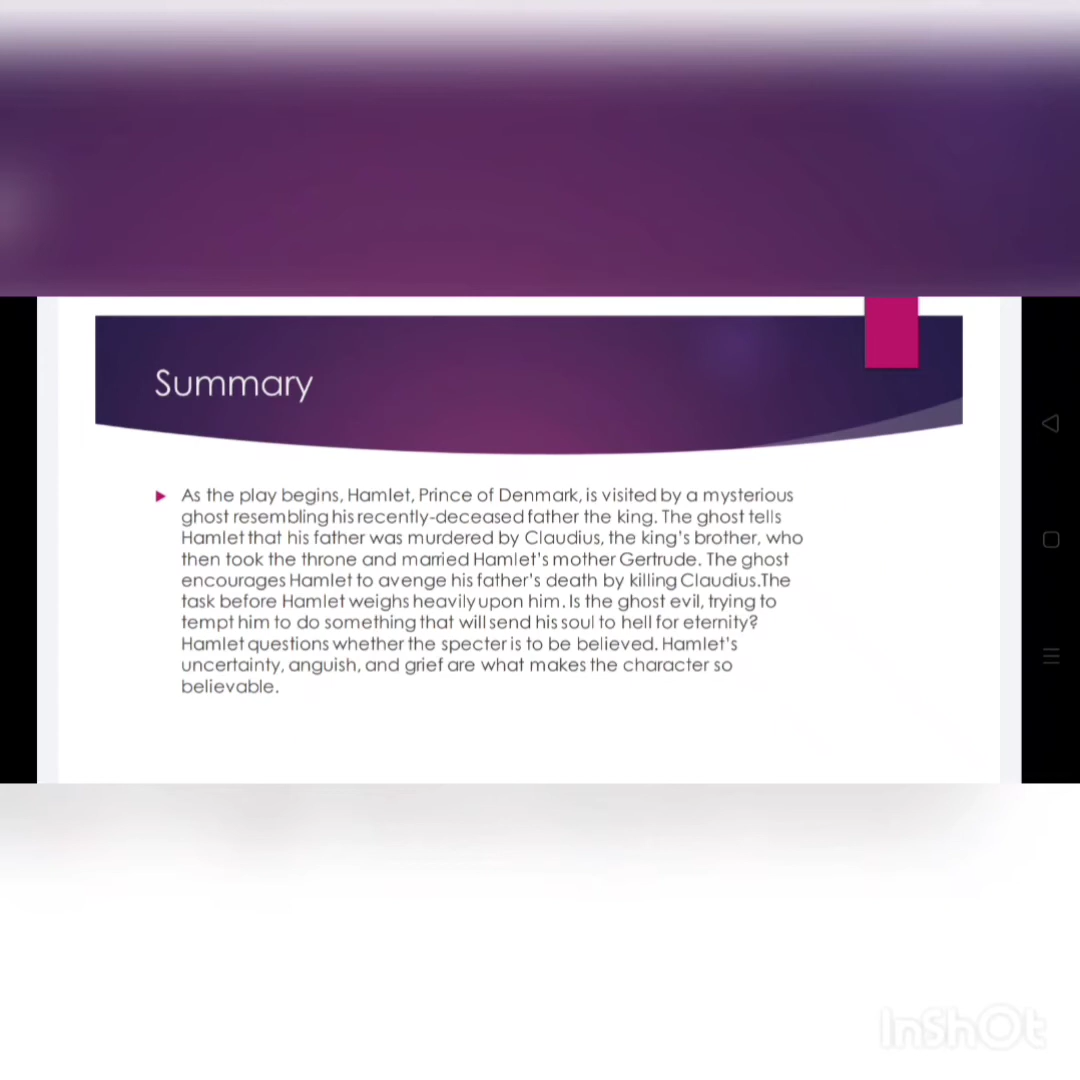 Summary
As the play begins, Hamlet, Prince of Denmark, is visited by a mysterious
ghost resembling his recently-deceased father the king. The ghost tells
Hamlet that his father was murdered by Claudius, the king's brother, who
then took the throne and married Hamlet's mother Gertrude. The ghost
encourages Hamlet to avenge his father's death by killing Claudius.The
task before Hamlet weighs heavily upon him. Is the ghost evil, trying to
tempt him to do something that will send his soul to hell for eternity?
Hamlet questions whether the specter is to be believed. Hamlet's
uncertainty, anguish, and grief are what makes the character so
believable.
InShOt